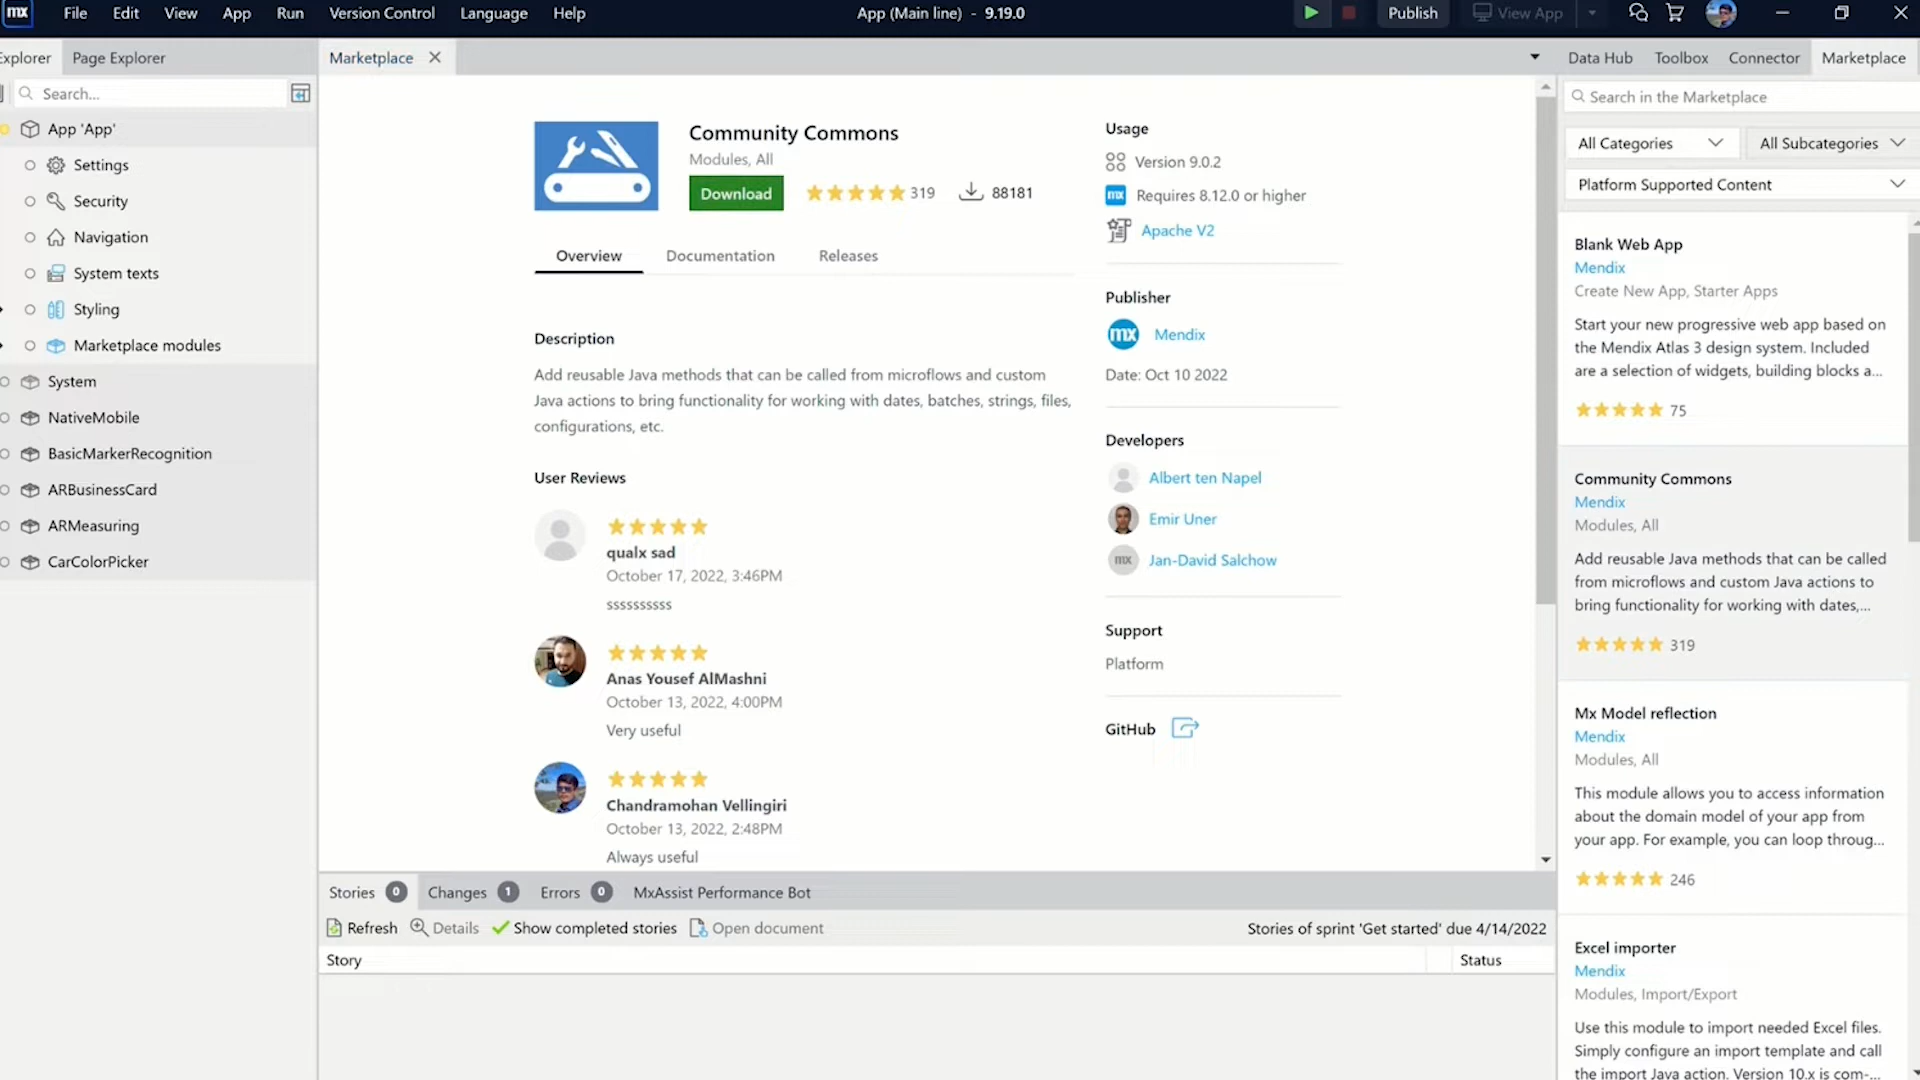 mx File Edit View App Run Version Control Language Help App (Main line) - 9.19.0 Publish View App
Explorer Page Explorer
Search...
App 'App'
Settings
Security
Navigation
System texts
Styling
Marketplace modules
System
NativeMobile
BasicMarkerRecognition
ARBusinessCard
ARMeasuring
CarColorPicker
Marketplace
Community Commons
Modules, All
Download 319 88181
Overview Documentation Releases
Description
Add reusable Java methods that can be called from microflows and custom
Java actions to bring functionality for working with dates, batches, strings, files,
configurations, etc.
User Reviews
qualx sad
October 17, 2022, 3:46PM
ssssssssss
Anas Yousef AlMashni
October 13, 2022, 4:00PM
Very useful
Chandramohan Vellingiri
October 13, 2022, 2:48PM
Always useful
Usage
Version 9.0.2
mx Requires 8.12.0 or higher
Apache V2
Publisher
mx Mendix
Date: Oct 10 2022
Developers
Albert ten Napel
Emir Uner
mx Jan-David Salchow
Support
Platform
GitHub
Stories 0 Changes 1 Errors 0 MxAssist Performance Bot
Refresh Details Show completed stories Open document Stories of sprint 'Get started' due 4/14/2022
Story Status
Data Hub Toolbox Connector Marketplace
Search in the Marketplace
All Categories All Subcategories
Platform Supported Content
Blank Web App
Mendix
Create New App, Starter Apps
Start your new progressive web app based on
the Mendix Atlas 3 design system. Included
are a selection of widgets, building blocks a...
75
Community Commons
Mendix
Modules, All
Add reusable Java methods that can be called
from microflows and custom Java actions to
bring functionality for working with dates,...
319
Mx Model reflection
Mendix
Modules, All
This module allows you to access information
about the domain model of your app from
your app. For example, you can loop throug...
246
Excel importer
Mendix
Modules, Import/Export
Use this module to import needed Excel files.
Simply configure an import template and call
the import Java action. Version 10.x is com-...